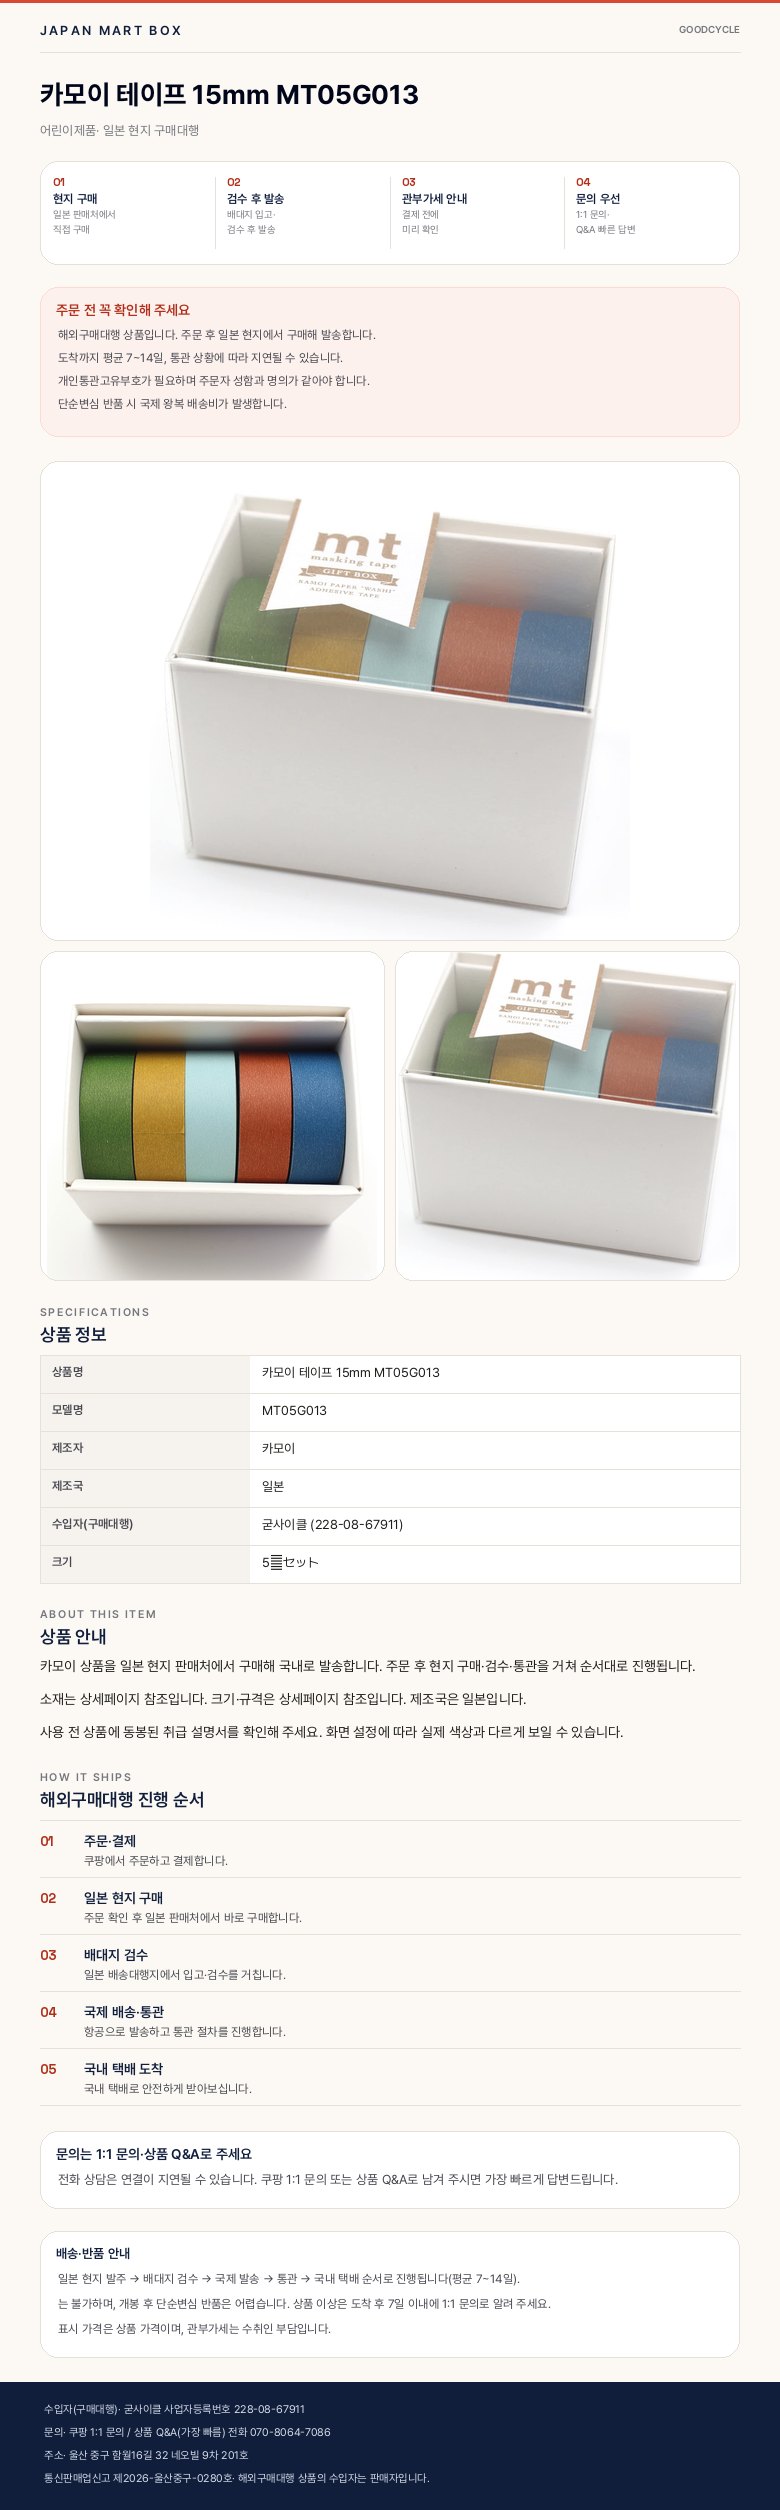 JAPAN MART BOX
GOODCYCLE
카모이 테이프 15mm MT05G013
어린이제품· 일본 현지 구매대행
01
현지 구매
일본 판매처에서
직접 구매
02
검수 후 발송
배대지 입고·
검수 후 발송
03
관부가세 안내
결제 전에
미리 확인
04
문의 우선
1:1 문의·
Q&A 빠른 답변
주문 전 꼭 확인해 주세요
해외구매대행 상품입니다. 주문 후 일본 현지에서 구매해 발송합니다.
도착까지 평균 7~14일, 통관 상황에 따라 지연될 수 있습니다.
개인통관고유부호가 필요하며 주문자 성함과 명의가 같아야 합니다.
단순변심 반품 시 국제 왕복 배송비가 발생합니다.
mt
masking tape
GIFT BOX
KAMOI PAPER "WASHI"
ADHESIVE TAPE
mt
masking tape
GIFT BOX
KAMOI PAPER "WASHI"
ADHESIVE TAPE
SPECIFICATIONS
상품 정보
상품명 카모이 테이프 15mm MT05G013
모델명 MT05G013
제조자 카모이
제조국 일본
수입자(구매대행) 굳사이클 (228-08-67911)
크기 5セット
ABOUT THIS ITEM
상품 안내
카모이 상품을 일본 현지 판매처에서 구매해 국내로 발송합니다. 주문 후 현지 구매·검수·통관을 거쳐 순서대로 진행됩니다.
소재는 상세페이지 참조입니다. 크기·규격은 상세페이지 참조입니다. 제조국은 일본입니다.
사용 전 상품에 동봉된 취급 설명서를 확인해 주세요. 화면 설정에 따라 실제 색상과 다르게 보일 수 있습니다.
HOW IT SHIPS
해외구매대행 진행 순서
01 주문·결제
쿠팡에서 주문하고 결제합니다.
02 일본 현지 구매
주문 확인 후 일본 판매처에서 바로 구매합니다.
03 배대지 검수
일본 배송대행지에서 입고·검수를 거칩니다.
04 국제 배송·통관
항공으로 발송하고 통관 절차를 진행합니다.
05 국내 택배 도착
국내 택배로 안전하게 받아보십니다.
문의는 1:1 문의·상품 Q&A로 주세요
전화 상담은 연결이 지연될 수 있습니다. 쿠팡 1:1 문의 또는 상품 Q&A로 남겨 주시면 가장 빠르게 답변드립니다.
배송·반품 안내
일본 현지 발주 → 배대지 검수 → 국제 발송 → 통관 → 국내 택배 순서로 진행됩니다(평균 7~14일).
는 불가하며, 개봉 후 단순변심 반품은 어렵습니다. 상품 이상은 도착 후 7일 이내에 1:1 문의로 알려 주세요.
표시 가격은 상품 가격이며, 관부가세는 수취인 부담입니다.
수입자(구매대행)· 굳사이클 사업자등록번호 228-08-67911
문의· 쿠팡 1:1 문의 / 상품 Q&A(가장 빠름) 전화 070-8064-7086
주소· 울산 중구 함월16길 32 네오빌 9차 201호
통신판매업신고 제2026-울산중구-0280호· 해외구매대행 상품의 수입자는 판매자입니다.